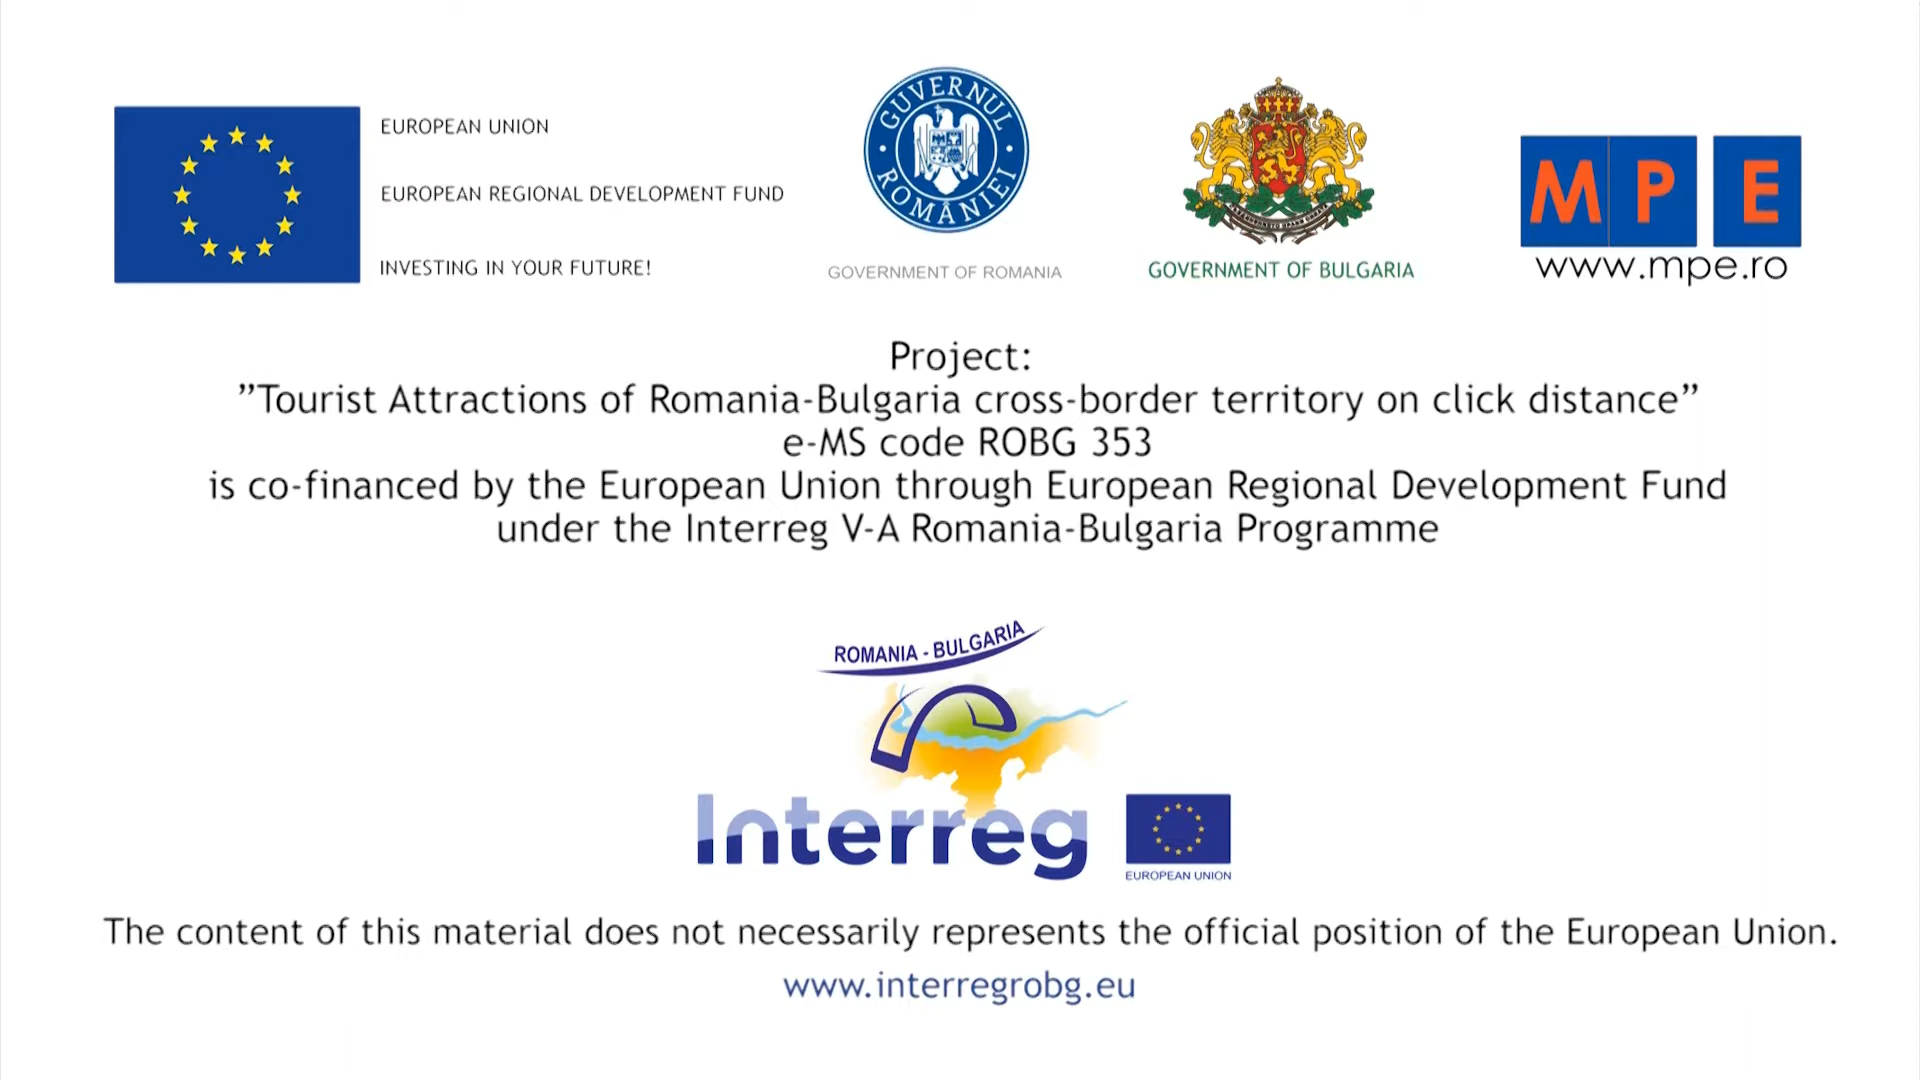 EUROPEAN UNION
EUROPEAN REGIONAL DEVELOPMENT FUND
INVESTING IN YOUR FUTURE!
GUVERNUL
ROMÂNIEI
GOVERNMENT OF ROMANIA
GOVERNMENT OF BULGARIA
M P E
www.mpe.ro
Project:
”Tourist Attractions of Romania-Bulgaria cross-border territory on click distance”
e-MS code ROBG 353
is co-financed by the European Union through European Regional Development Fund
under the Interreg V-A Romania-Bulgaria Programme
ROMANIA - BULGARIA
Interreg
EUROPEAN UNION
The content of this material does not necessarily represents the official position of the European Union.
www.interregrobg.eu